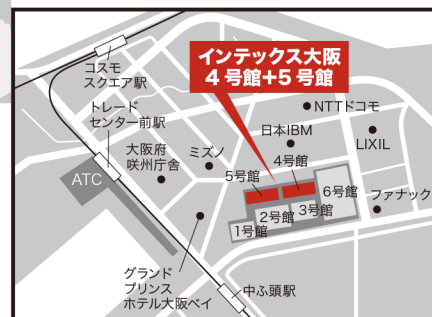 インテックス大阪
4号館+5号館
コスモ
スクエア駅
トレード
センター前駅
NTTドコモ
日本IBM
LIXIL
大阪府
咲州庁舎
ミズノ
4号館
5号館
6号館
ファナック
ATC
3号館
2号館
1号館
グランド
プリンス
ホテル大阪ベイ
中ふ頭駅